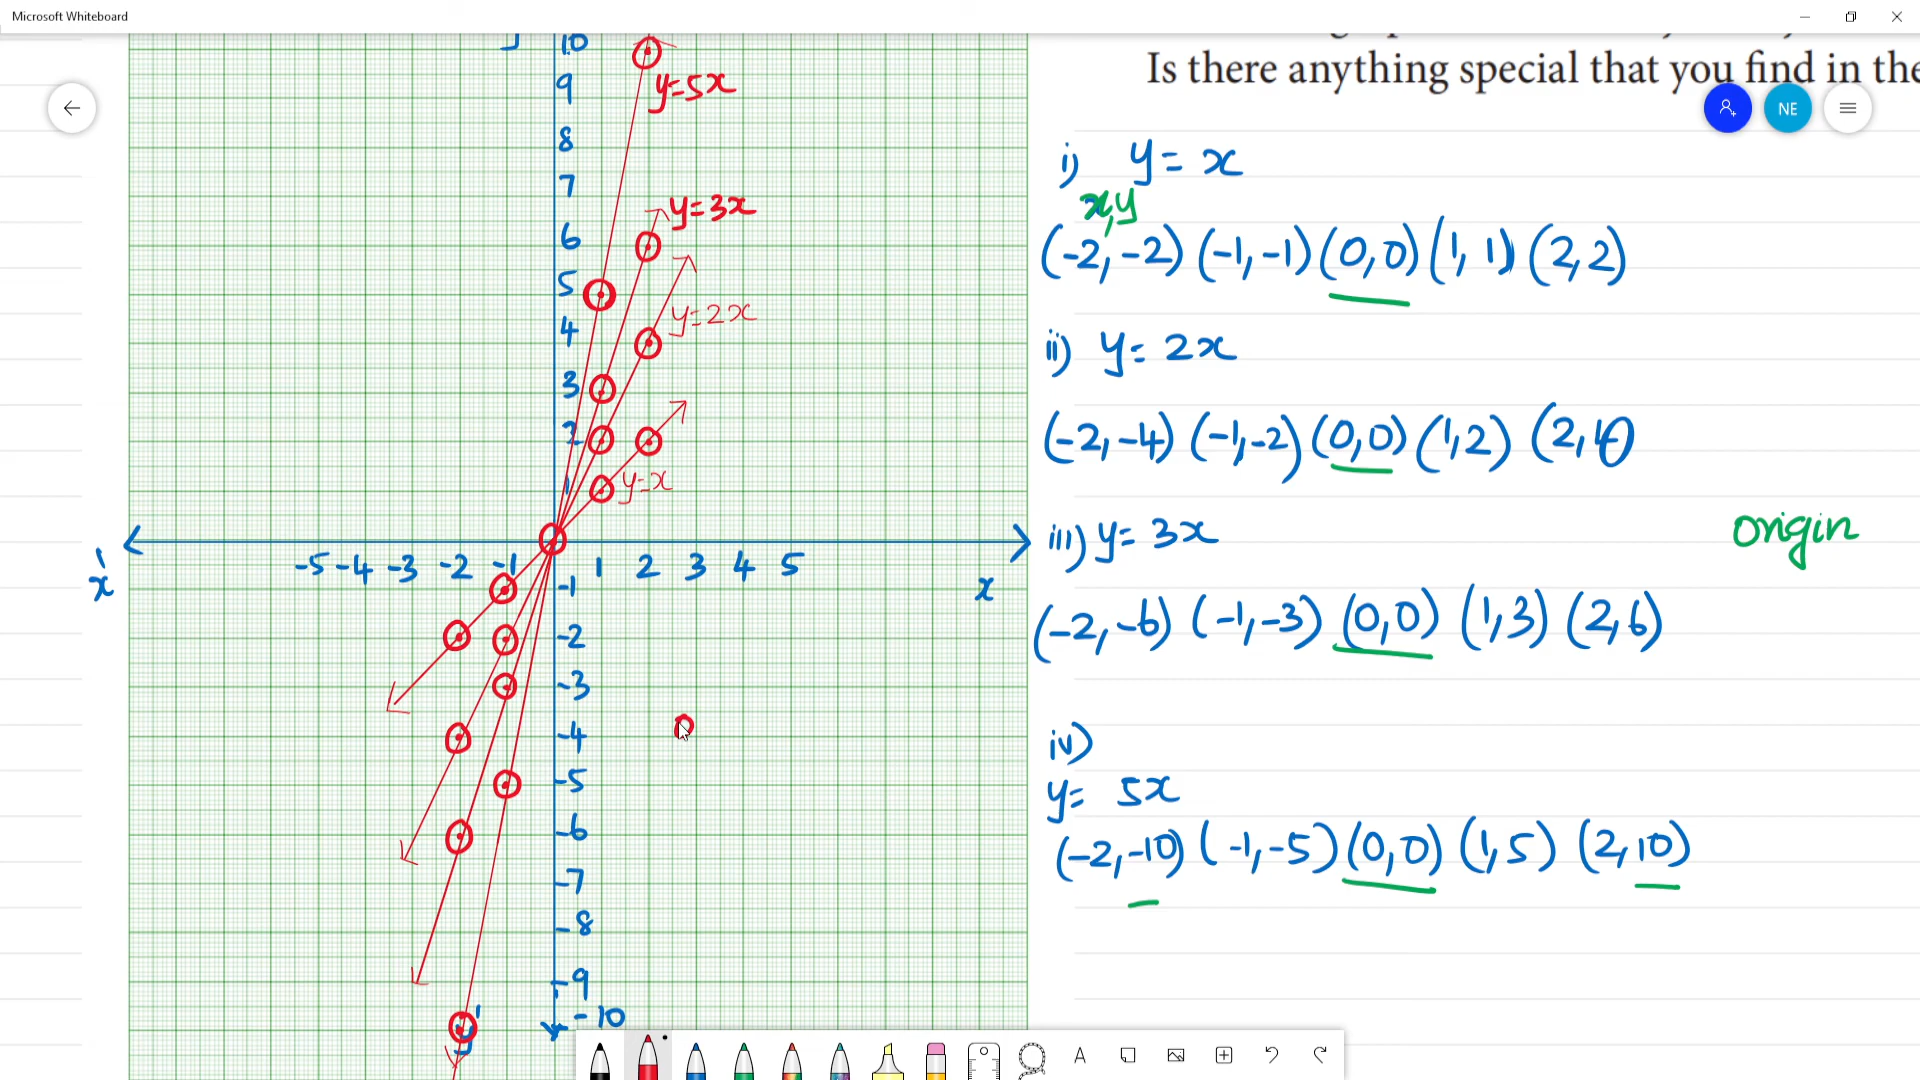 Microsoft Whiteboard
Is there anything special that you find in the
NE
i) y = x
x,y
(-2, -2) (-1, -1) (0, 0) (1, 1) (2, 2)
ii) y = 2x
(-2, -4) (-1, -2) (0, 0) (1, 2) (2, 4)
iii) y = 3x
origin
(-2, -6) (-1, -3) (0, 0) (1, 3) (2, 6)
iv)
y = 5x
(-2, -10) (-1, -5) (0, 0) (1, 5) (2, 10)
10
y=5x
9
8
7
y=3x
6
5
y=2x
4
3
2
y=x
1
x'
-5 -4 -3 -2 -1 1 2 3 4 5
x
-1
-2
-3
-4
-5
-6
-7
-8
-9
-10
y'
A